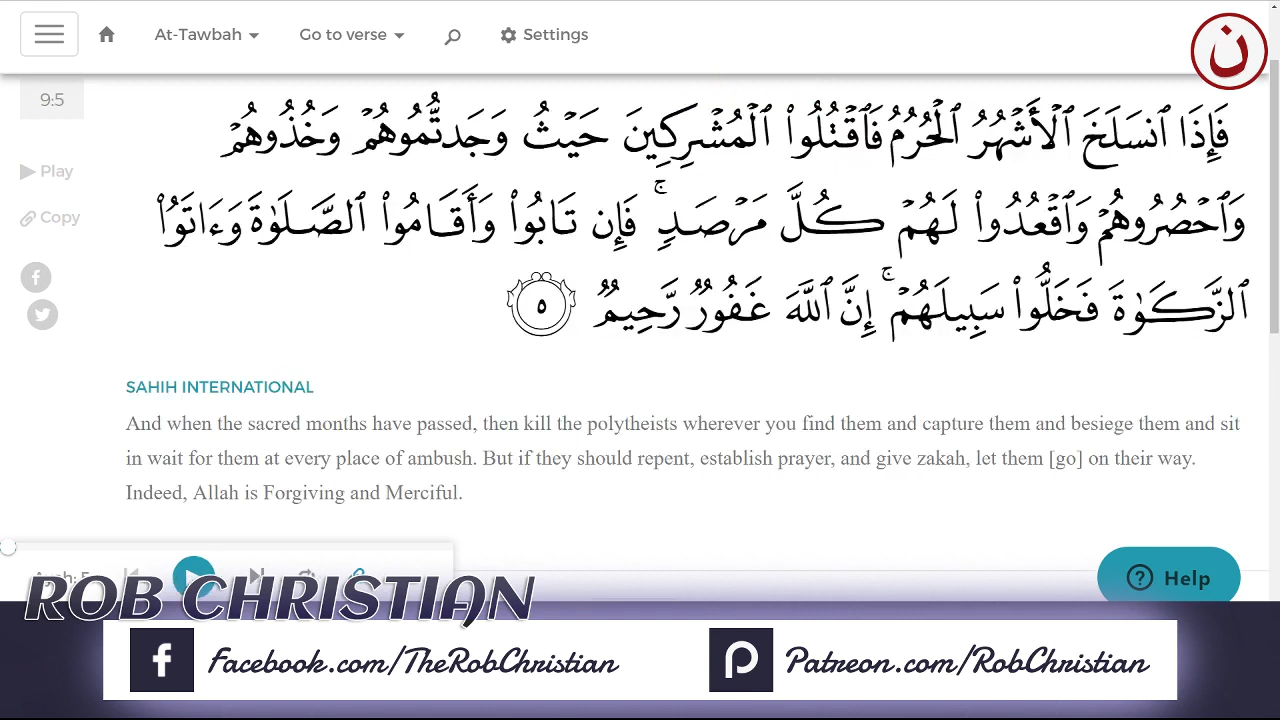 At-Tawbah
Go to verse
Settings
ن
9:5
فَإِذَا ٱنسَلَخَ ٱلْأَشْهُرُ ٱلْحُرُمُ فَٱقْتُلُوا۟ ٱلْمُشْرِكِينَ حَيْثُ وَجَدتُّمُوهُمْ وَخُذُوهُمْ
Play
وَٱحْصُرُوهُمْ وَٱقْعُدُوا۟ لَهُمْ كُلَّ مَرْصَدٍ ۚ فَإِن تَابُوا۟ وَأَقَامُوا۟ ٱلصَّلَوٰةَ وَءَاتَوُا۟
Copy
ٱلزَّكَوٰةَ فَخَلُّوا۟ سَبِيلَهُمْ ۚ إِنَّ ٱللَّهَ غَفُورٌ رَّحِيمٌ ٥
SAHIH INTERNATIONAL
And when the sacred months have passed, then kill the polytheists wherever you find them and capture them and besiege them and sit
in wait for them at every place of ambush. But if they should repent, establish prayer, and give zakah, let them [go] on their way.
Indeed, Allah is Forgiving and Merciful.
Help
ROB CHRISTIAN
Facebook.com/TheRobChristian
Patreon.com/RobChristian